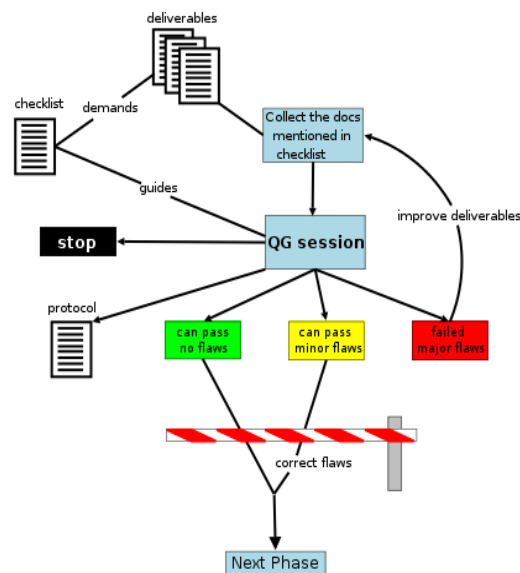 deliverables
checklist
demands
Collect the docs
mentioned in
checklist
guides
improve deliverables
stop
QG session
protocol
can pass
no flaws
can pass
minor flaws
failed
major flaws
correct flaws
Next Phase